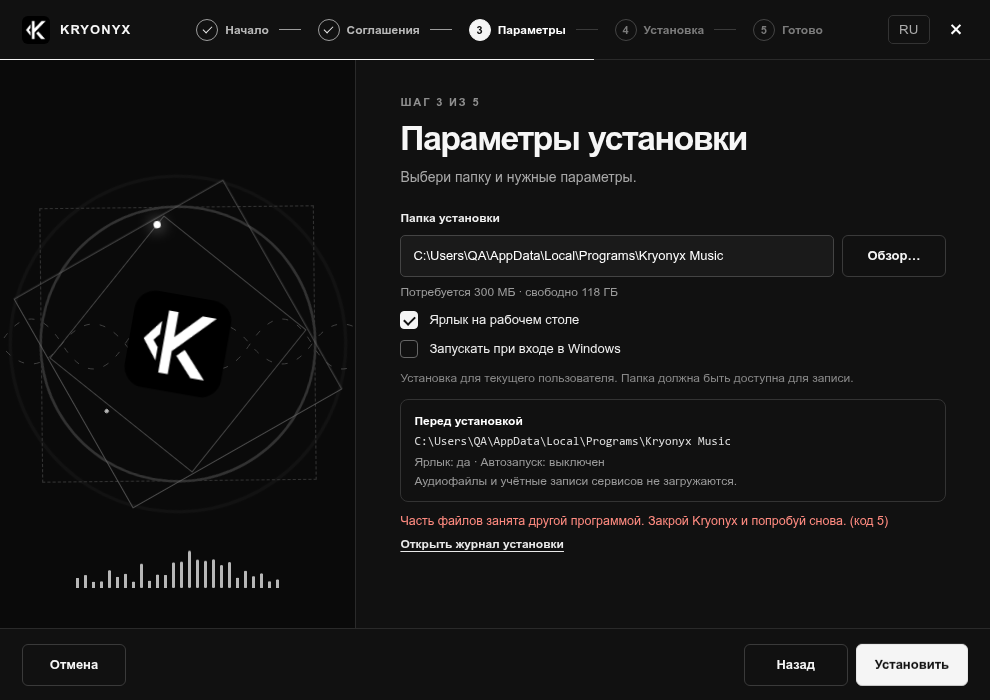 KRYONYX
Начало
Соглашения
3 Параметры
4 Установка
5 Готово
RU
ШАГ 3 ИЗ 5
Параметры установки
Выбери папку и нужные параметры.
Папка установки
C:\Users\QA\AppData\Local\Programs\Kryonyx Music
Обзор...
Потребуется 300 МБ · свободно 118 ГБ
Ярлык на рабочем столе
Запускать при входе в Windows
Установка для текущего пользователя. Папка должна быть доступна для записи.
Перед установкой
C:\Users\QA\AppData\Local\Programs\Kryonyx Music
Ярлык: да · Автозапуск: выключен
Аудиофайлы и учётные записи сервисов не загружаются.
Часть файлов занята другой программой. Закрой Kryonyx и попробуй снова. (код 5)
Открыть журнал установки
Отмена
Назад
Установить